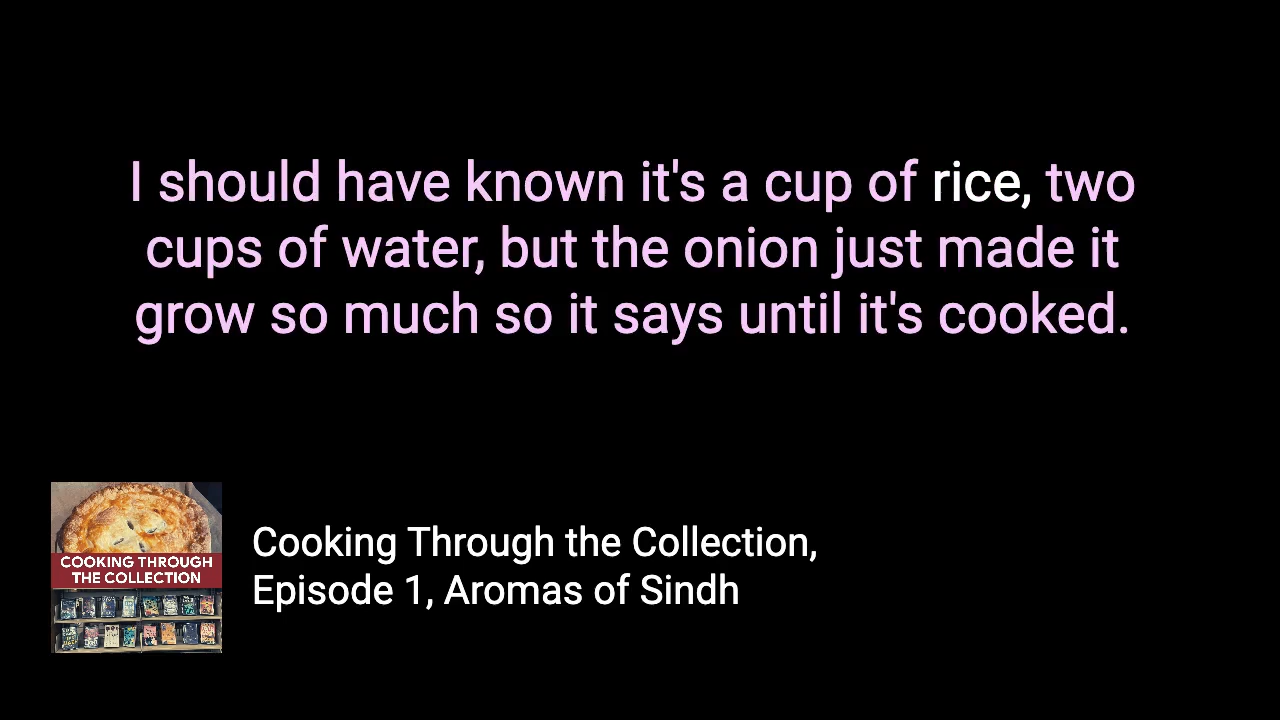 I should have known it's a cup of rice, two
cups of water, but the onion just made it
grow so much so it says until it's cooked.
COOKING THROUGH
THE COLLECTION
Cooking Through the Collection,
Episode 1, Aromas of Sindh